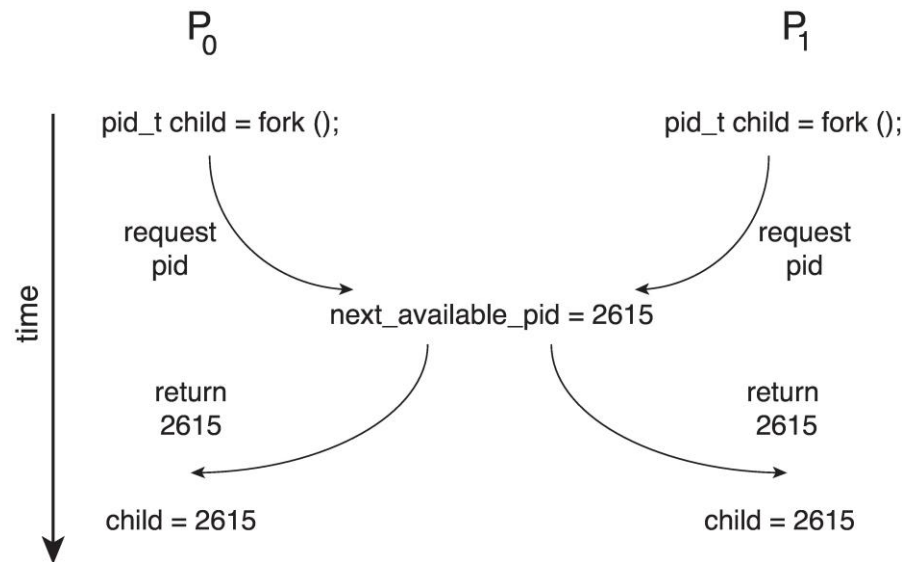 P0 P1
pid_t child = fork (); pid_t child = fork ();
request request
pid pid
time
next_available_pid = 2615
return return
2615 2615
child = 2615 child = 2615